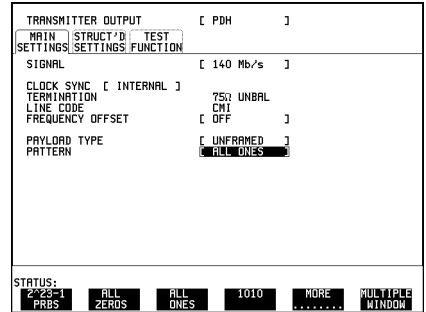 TRANSMITTER OUTPUT [ PDH ]
MAIN SETTINGS
STRUCT'D SETTINGS
TEST FUNCTION
SIGNAL [ 140 Mb/s ]
CLOCK SYNC [ INTERNAL ]
TERMINATION 75Ω UNBAL
LINE CODE CMI
FREQUENCY OFFSET [ OFF ]
PAYLOAD TYPE [ UNFRAMED ]
PATTERN [ ALL ONES ]
STATUS:
2^23-1 PRBS
ALL ZEROS
ALL ONES
1010
MORE ........
MULTIPLE WINDOW